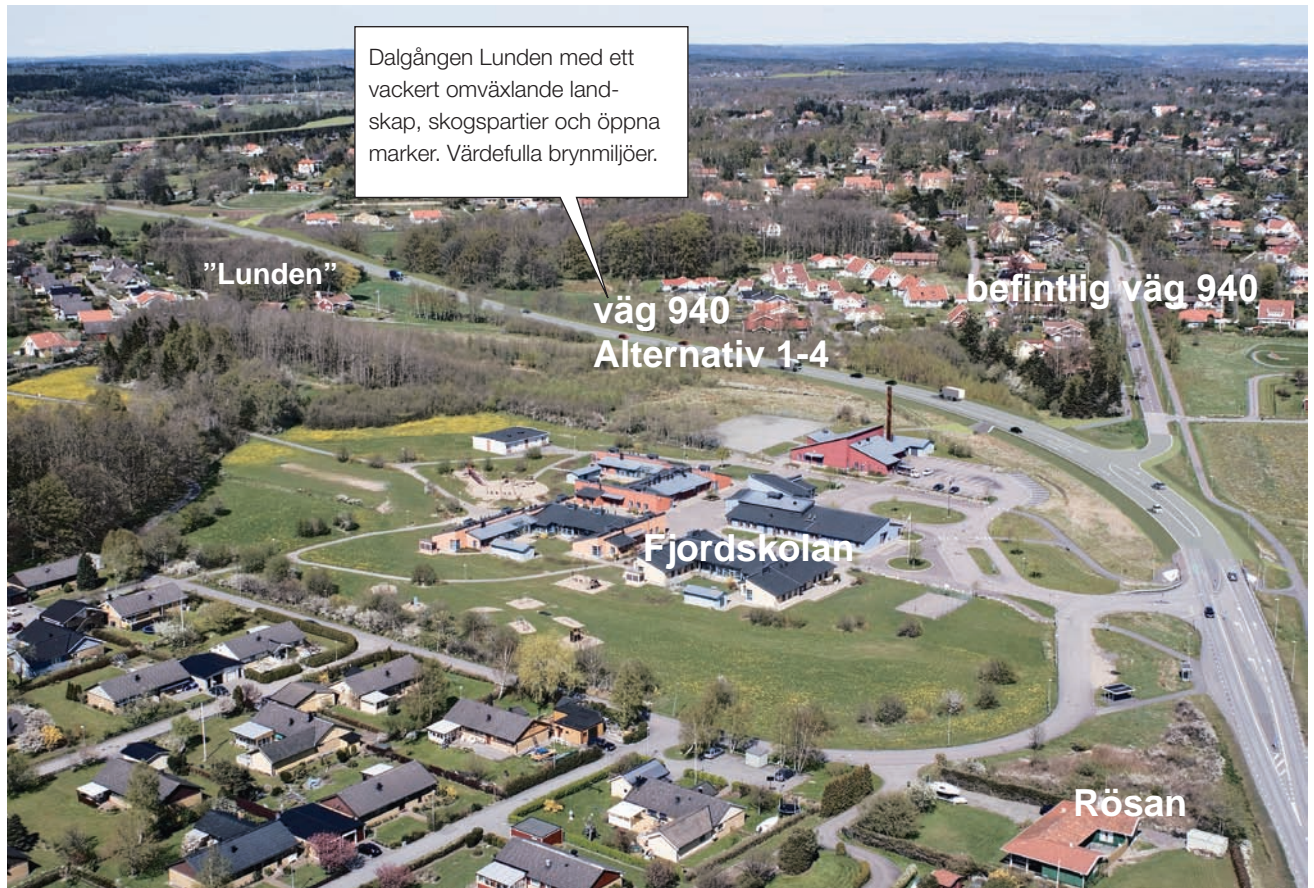 Dalgången Lunden med ett
vackert omväxlande land-
skap, skogspartier och öppna
marker. Värdefulla brynmiljöer.
”Lunden”
väg 940
Alternativ 1-4
befintlig väg 940
Fjordskolan
Rösan